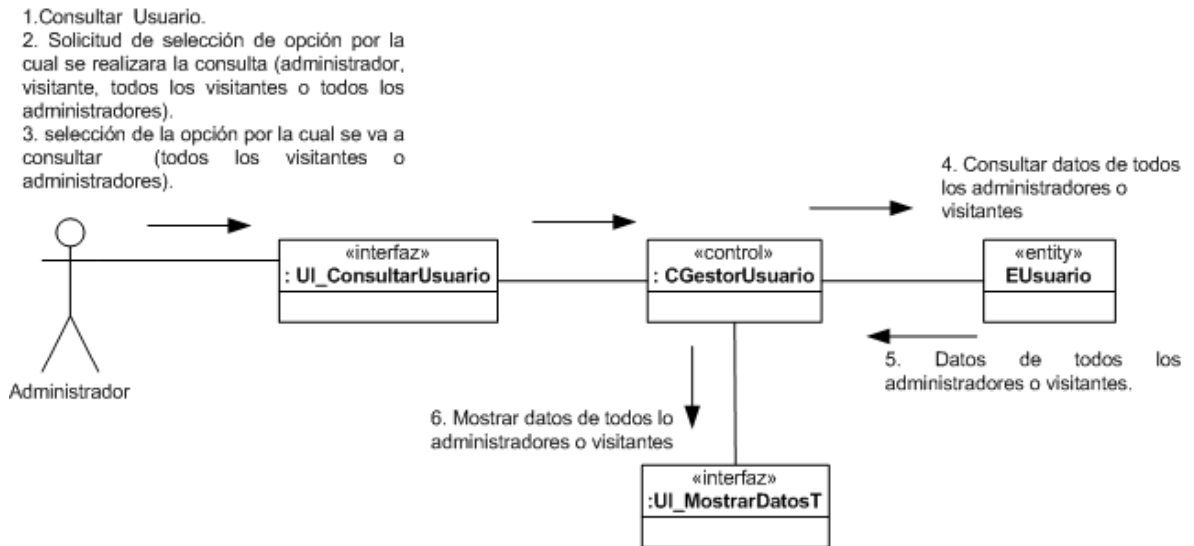 1.Consultar Usuario.
2. Solicitud de selección de opción por la
cual se realizara la consulta (administrador,
visitante, todos los visitantes o todos los
administradores).
3. selección de la opción por la cual se va a
consultar (todos los visitantes o
administradores).
4. Consultar datos de todos
los administradores o
visitantes
«interfaz»
: UI_ConsultarUsuario
«control»
: CGestorUsuario
«entity»
EUsuario
Administrador
5. Datos de todos los
administradores o visitantes.
6. Mostrar datos de todos lo
administradores o visitantes
«interfaz»
:UI_MostrarDatosT